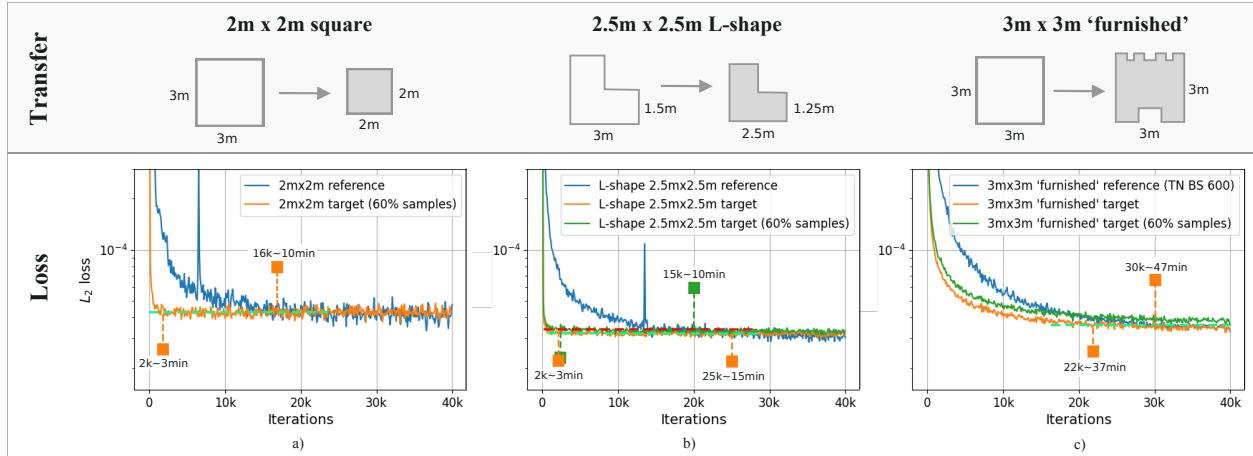 Transfer
2m x 2m square
3m
3m
2m
2m
2.5m x 2.5m L-shape
1.5m
3m
1.25m
2.5m
3m x 3m ‘furnished’
3m
3m
3m
3m
Loss
L2 loss
10−4
2mx2m reference
2mx2m target (60% samples)
16k~10min
2k~3min
0 10k 20k 30k 40k
Iterations
a)
10−4
L-shape 2.5mx2.5m reference
L-shape 2.5mx2.5m target
L-shape 2.5mx2.5m target (60% samples)
15k~10min
2k~3min
25k~15min
0 10k 20k 30k 40k
Iterations
b)
10−4
3mx3m 'furnished' reference (TN BS 600)
3mx3m 'furnished' target
3mx3m 'furnished' target (60% samples)
30k~47min
22k~37min
0 10k 20k 30k 40k
Iterations
c)